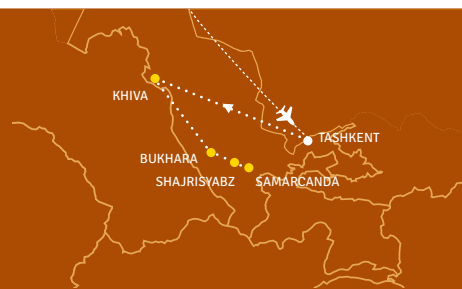 KHIVA
TASHKENT
BUKHARA
SHAJRISYABZ
SAMARCANDA